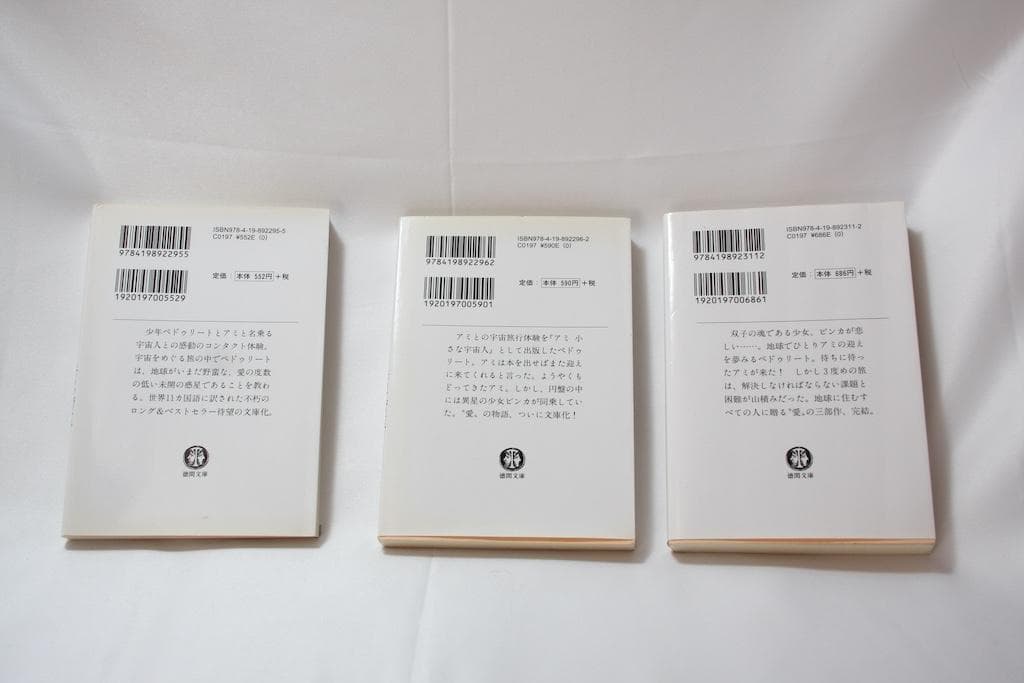 ISBN978-4-19-892295-5
C0197 ¥552E (0)
9784198922955
定価 : 本体 552円 +税
1920197005529
少年ペドゥリートとアミと名乗る
宇宙人との感動のコンタクト体験。
宇宙をめぐる旅の中でペドゥリート
は、地球がいまだ野蛮な、愛の度数
の低い未開の惑星であることを教わ
る。世界11カ国語に訳された不朽の
ロング&ベストセラー待望の文庫化。
徳間文庫
ISBN978-4-19-892296-2
C0197 ¥590E (0)
9784198922962
定価 : 本体 590円 +税
1920197005901
アミとの宇宙旅行体験を『アミ 小
さな宇宙人』として出版したペドゥ
リート。アミは本を出せばまた迎え
に来てくれると言った。ようやくも
どってきたアミ。しかし、円盤の中
には異星の少女ビンカが同乗してい
た。〝愛〟の物語、ついに文庫化!
徳間文庫
ISBN978-4-19-892311-2
C0197 ¥686E (0)
9784198923112
定価 : 本体 686円 +税
1920197006861
双子の魂である少女、ビンカが恋
しい……。地球でひとりアミの迎え
を夢みるペドゥリート。待ちに待っ
たアミが来た! しかし3度めの旅
は、解決しなければならない課題と
困難が山積みだった。地球に住むす
べての人に贈る〝愛〟の三部作、完結。
徳間文庫